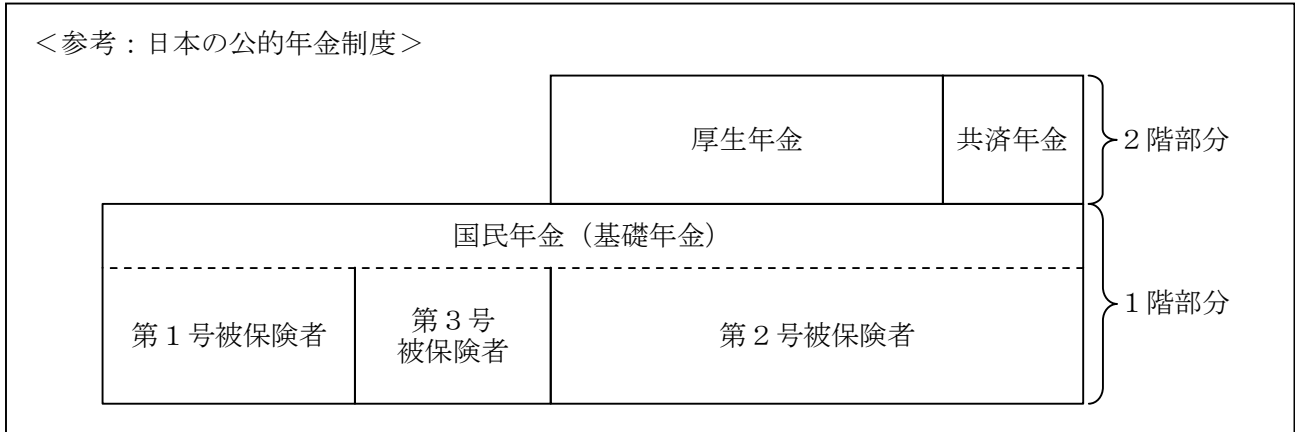 ＜参考：日本の公的年金制度＞
厚生年金
共済年金
２階部分
国民年金（基礎年金）
第１号被保険者
第３号
被保険者
第２号被保険者
１階部分